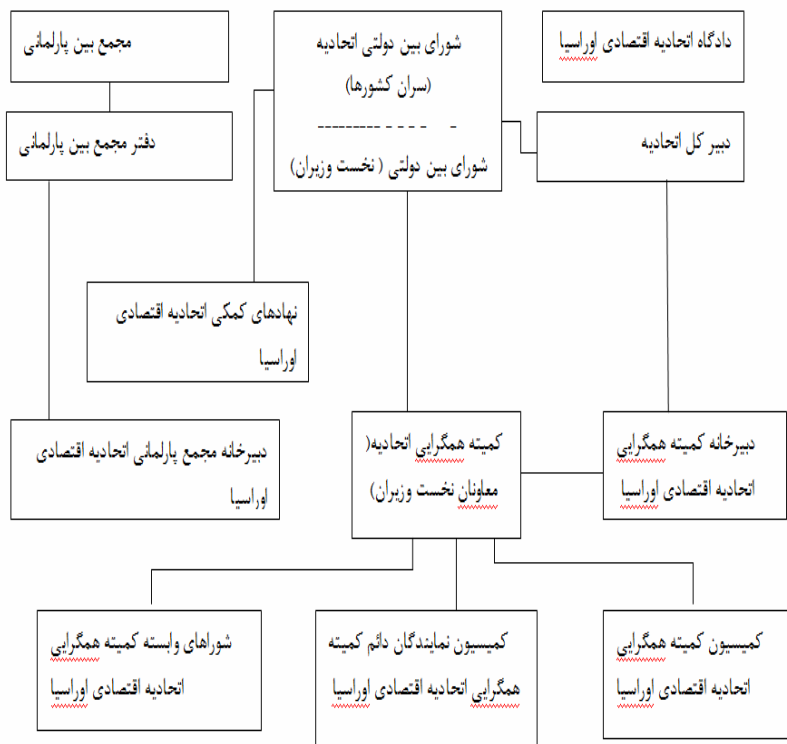 دادگاه اتحادیه اقتصادی اوراسیا
شورای بین دولتی اتحادیه
(سران کشورها)
--------- - - - -   -
شورای بین دولتی ( نخست وزیران)
مجمع بین پارلمانی
دبیر کل اتحادیه
دفتر مجمع بین پارلمانی
نهادهای کمکی اتحادیه اقتصادی
اوراسیا
دبیرخانه کمیته همگرایی
اتحادیه اقتصادی اوراسیا
کمیته همگرایی اتحادیه(
معاونان نخست وزیران)
دبیرخانه مجمع پارلمانی اتحادیه اقتصادی
اوراسیا
کمیسیون کمیته همگرایی
اتحادیه اقتصادی اوراسیا
کمیسیون نمایندگان دائم کمیته
همگرایی اتحادیه اقتصادی اوراسیا
شوراهای وابسته کمیته همگرایی
اتحادیه اقتصادی اوراسیا